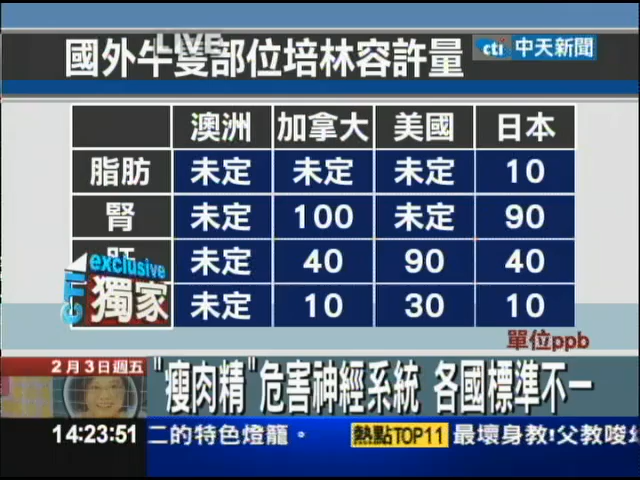 LIVE
國外牛隻部位培林容許量
cti 中天新聞
澳洲 加拿大 美國 日本
脂肪 未定 未定 未定 10
腎 未定 100 未定 90
未定 40 90 40
未定 10 30 10
exclusive
cti 獨家
單位ppb
2月3日週五
"瘦肉精"危害神經系統 各國標準不一
14:23:51 二的特色燈籠。 熱點TOP11 最壞身教!父教唆